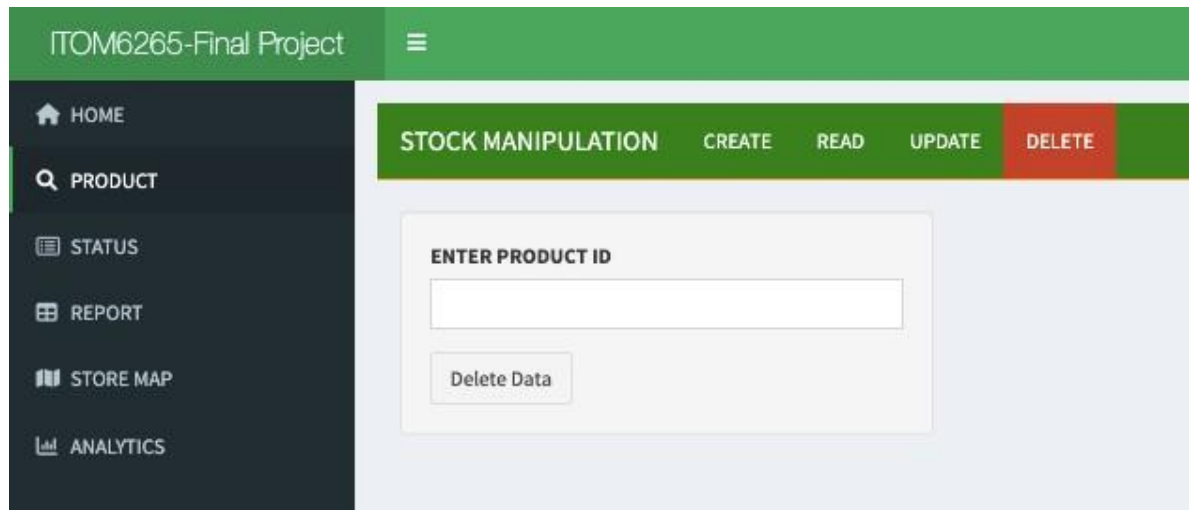 ITOM6265-Final Project
HOME
PRODUCT
STATUS
REPORT
STORE MAP
ANALYTICS
STOCK MANIPULATION CREATE READ UPDATE DELETE
ENTER PRODUCT ID
Delete Data